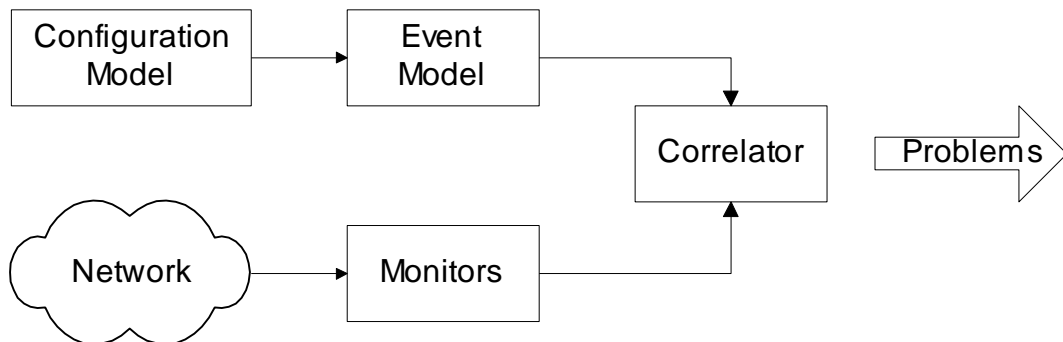 Configuration
Model
Event
Model
Correlator
Problems
Network
Monitors